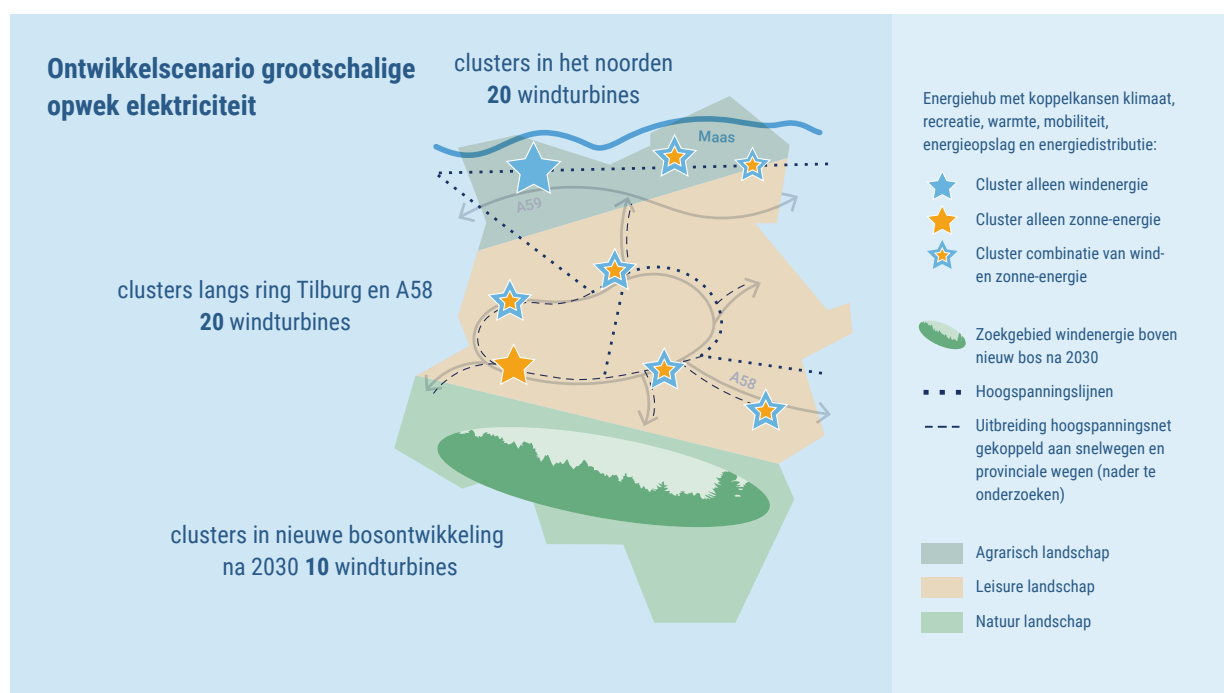 Ontwikkelscenario grootschalige
opwek elektriciteit
clusters in het noorden
20 windturbines
Maas
A59
clusters langs ring Tilburg en A58
20 windturbines
A58
clusters in nieuwe bosontwikkeling
na 2030 10 windturbines
Energiehub met koppelkansen klimaat,
recreatie, warmte, mobiliteit,
energieopslag en energiedistributie:
Cluster alleen windenergie
Cluster alleen zonne-energie
Cluster combinatie van wind-
en zonne-energie
Zoekgebied windenergie boven
nieuw bos na 2030
Hoogspanningslijnen
Uitbreiding hoogspanningsnet
gekoppeld aan snelwegen en
provinciale wegen (nader te
onderzoeken)
Agrarisch landschap
Leisure landschap
Natuur landschap